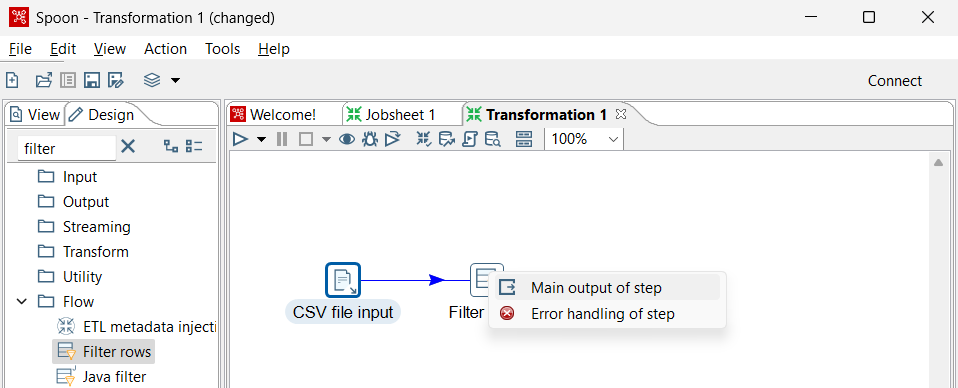 Spoon - Transformation 1 (changed)
File Edit View Action Tools Help
Connect
View Design
Welcome! Jobsheet 1 Transformation 1
filter
100%
Input
Output
Streaming
Transform
Utility
Flow
ETL metadata injecti
Filter rows
Java filter
CSV file input
Filter
Main output of step
Error handling of step